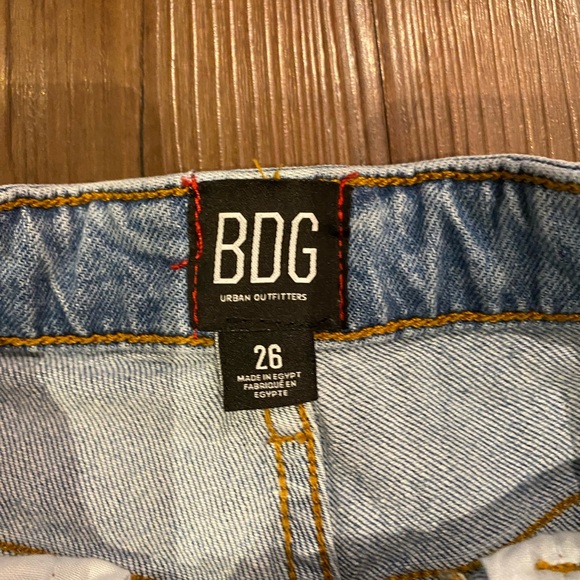 BDG
URBAN OUTFITTERS
26
MADE IN EGYPT
FABRIQUÉ EN
EGYPTE